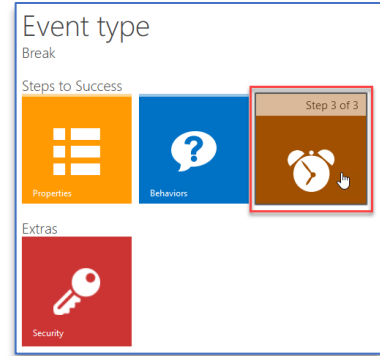 Event type
Break
Steps to Success
Step 3 of 3
Properties
Behaviors
Extras
Security